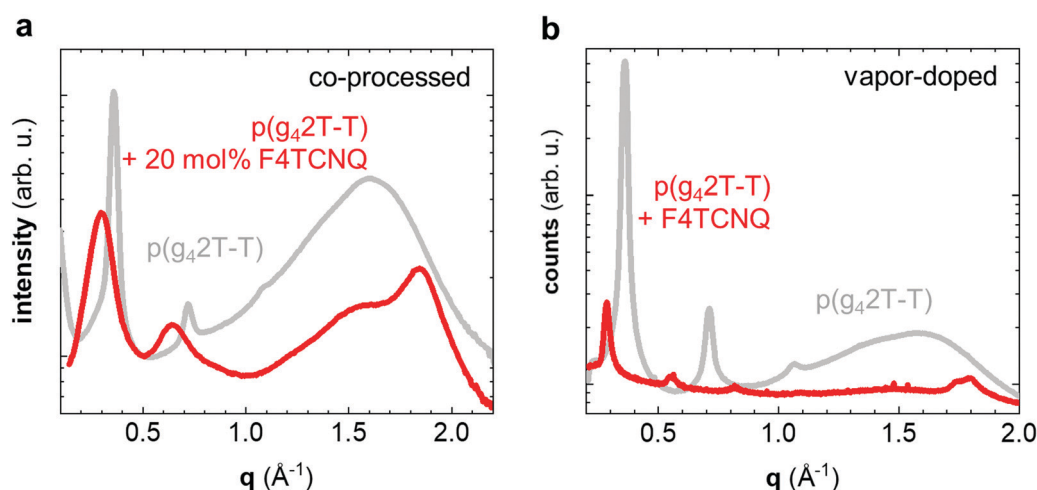 a
co-processed
p(g₄2T-T)
+ 20 mol% F4TCNQ
p(g₄2T-T)
intensity (arb. u.)
0.5 1.0 1.5 2.0
q (Å⁻¹)
b
vapor-doped
p(g₄2T-T)
+ F4TCNQ
p(g₄2T-T)
counts (arb. u.)
0.5 1.0 1.5 2.0
q (Å⁻¹)